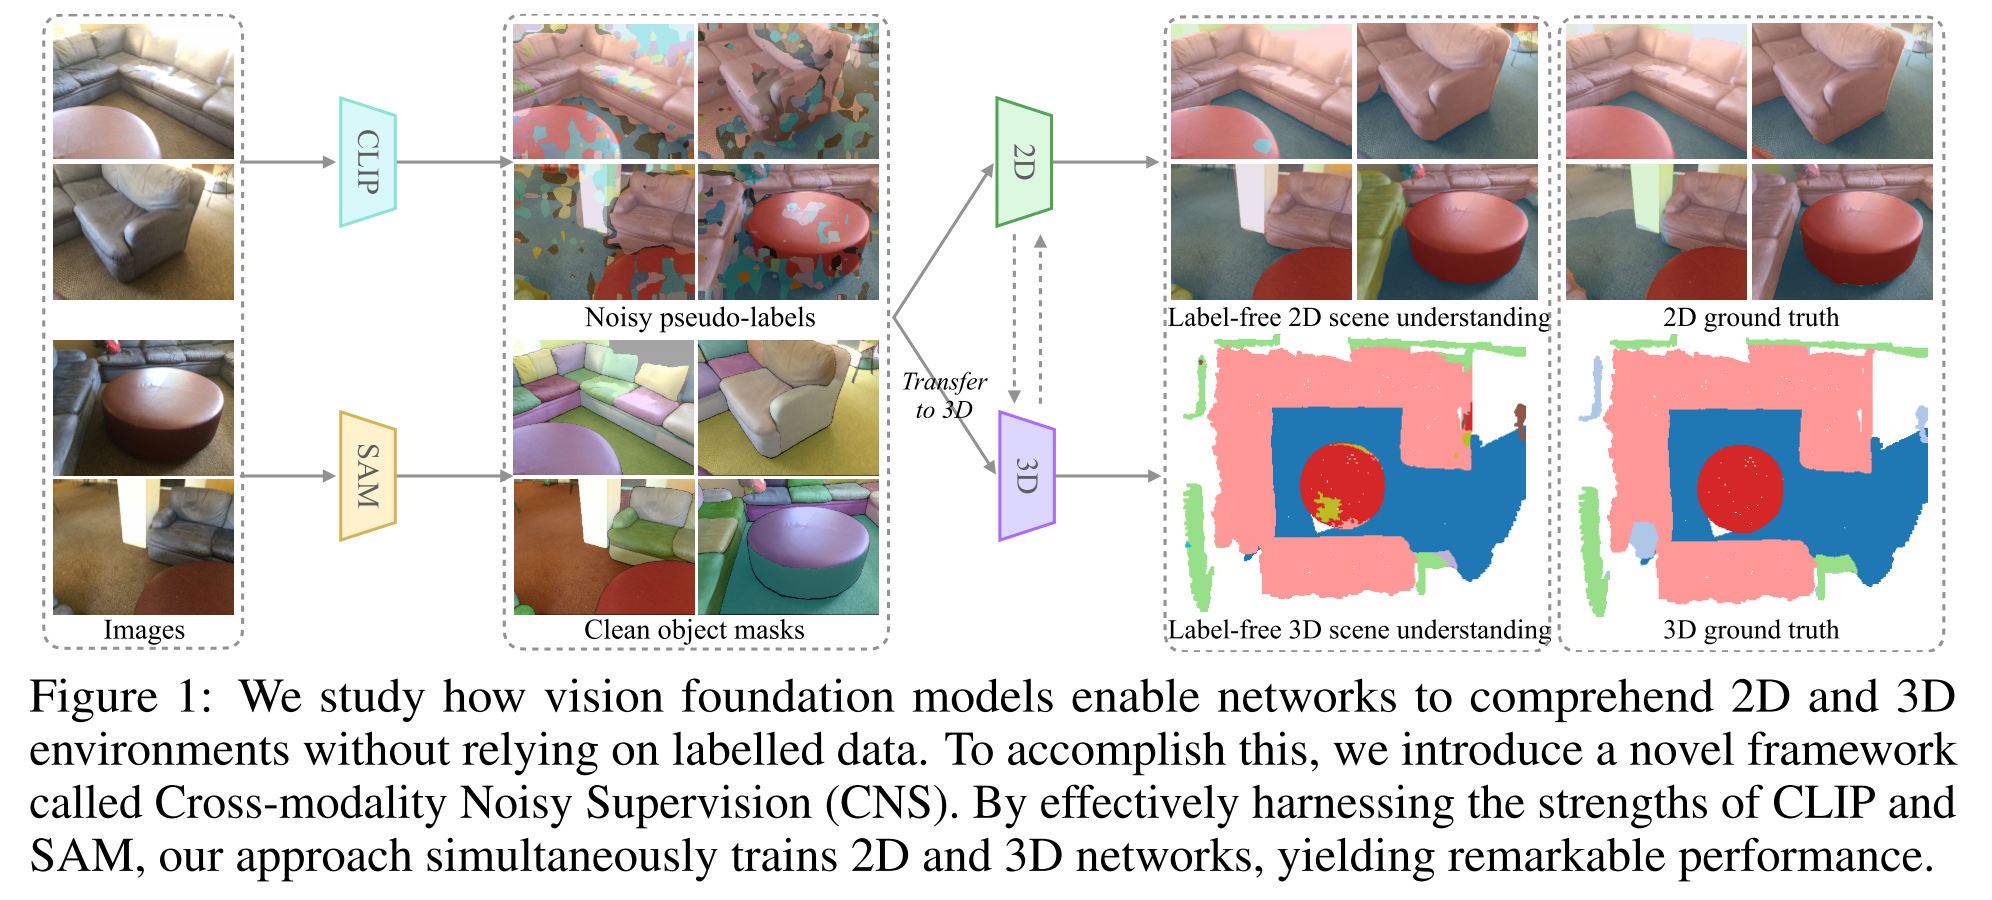 CLIP
SAM
Images
Noisy pseudo-labels
Clean object masks
Transfer
to 3D
2D
3D
Label-free 2D scene understanding
2D ground truth
Label-free 3D scene understanding
3D ground truth
Figure 1: We study how vision foundation models enable networks to comprehend 2D and 3D
environments without relying on labelled data. To accomplish this, we introduce a novel framework
called Cross-modality Noisy Supervision (CNS). By effectively harnessing the strengths of CLIP and
SAM, our approach simultaneously trains 2D and 3D networks, yielding remarkable performance.